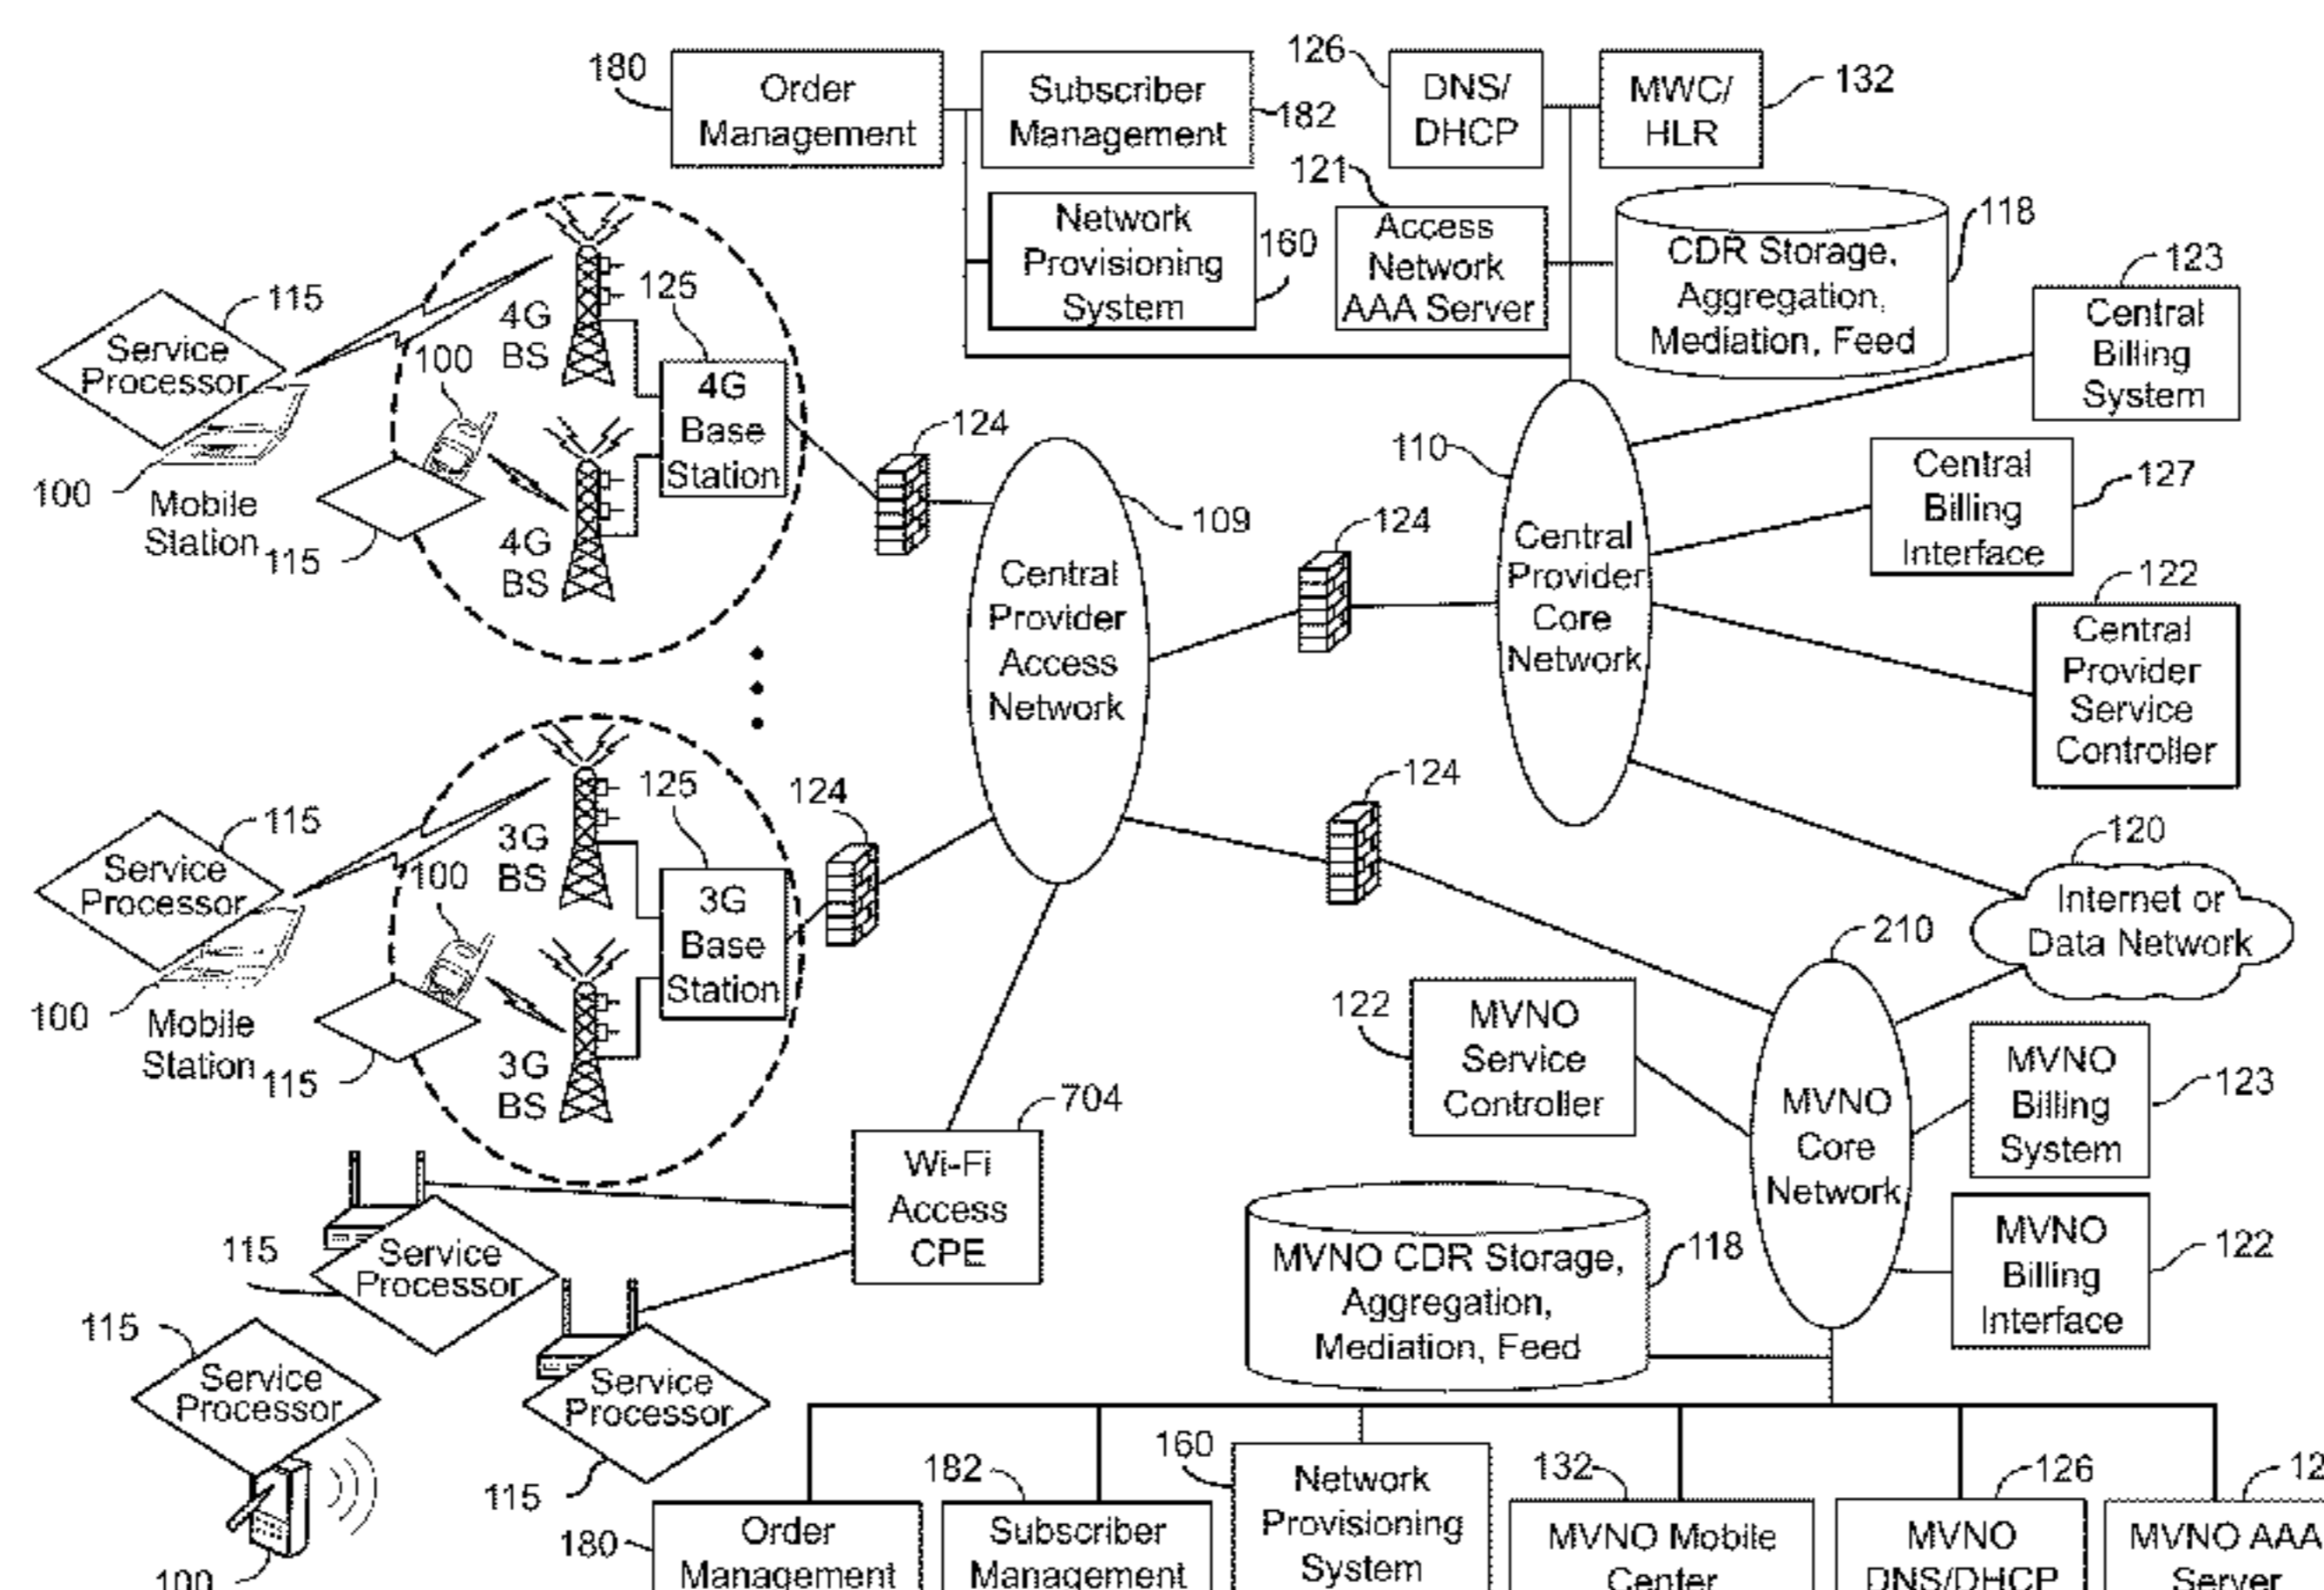 180
Order
Management
Subscriber
Management
182
126
DNS/
DHCP
MWC/
HLR
132
121
Network
Provisioning
System
160
Access
Network
AAA Server
CDR Storage,
Aggregation,
Mediation, Feed
118
123
Central
Billing
System
115
Service
Processor
100
Mobile
Station
100
115
4G
BS
4G
BS
125
4G
Base
Station
124
109
Central
Provider
Access
Network
124
110
Central
Provider
Core
Network
Central
Billing
Interface
127
122
Central
Provider
Service
Controller
115
Service
Processor
100
Mobile
Station
100
115
3G
BS
3G
BS
125
3G
Base
Station
124
124
120
Internet or
Data Network
210
122
MVNO
Service
Controller
MVNO
Core
Network
MVNO
Billing
System
123
704
Wi-Fi
Access
CPE
MVNO CDR Storage,
Aggregation,
Mediation, Feed
118
MVNO
Billing
Interface
122
115
Service
Processor
115
Service
Processor
Service
Processor
115
100
180
Order
Management
182
Subscriber
Management
160
Network
Provisioning
System
132
MVNO Mobile
Center
126
MVNO
DNS/DHCP
MVNO AAA
Server